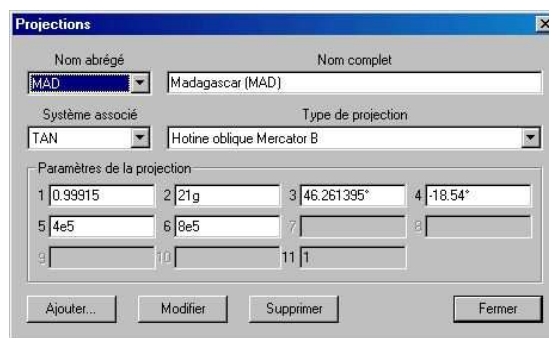 Projections
Nom abrégé Nom complet
MAD Madagascar (MAD)
Système associé Type de projection
TAN Hotine oblique Mercator B
Paramètres de la projection
1 0.99915 2 21g 3 46.261395° 4 -18.54°
5 4e5 6 8e5 7 8
9 10 11 1
Ajouter... Modifier Supprimer Fermer